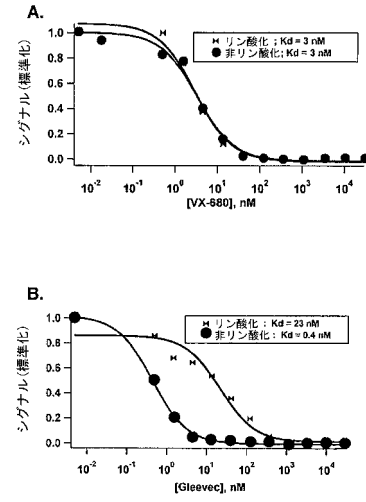 A.
リン酸化 ; Kd = 3 nM
非リン酸化; Kd = 3 nM
シグナル(標準化)
1.0
0.8
0.6
0.4
0.2
0.0
10⁻² 10⁻¹ 10⁰ 10¹ 10² 10³ 10⁴
[VX-680], nM
B.
リン酸化 : Kd = 23 nM
非リン酸化 : Kd = 0.4 nM
シグナル(標準化)
1.0
0.8
0.6
0.4
0.2
0.0
10⁻² 10⁻¹ 10⁰ 10¹ 10² 10³ 10⁴
[Gleevec], nM